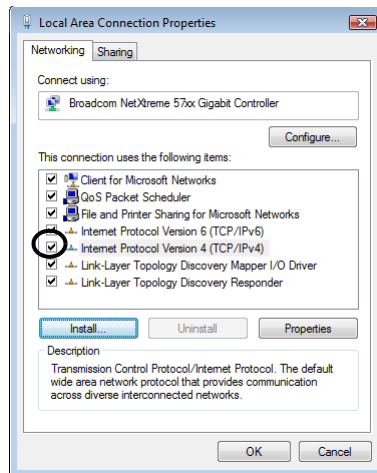 Local Area Connection Properties
Networking Sharing
Connect using:
Broadcom NetXtreme 57xx Gigabit Controller
Configure...
This connection uses the following items:
Client for Microsoft Networks
QoS Packet Scheduler
File and Printer Sharing for Microsoft Networks
Internet Protocol Version 6 (TCP/IPv6)
Internet Protocol Version 4 (TCP/IPv4)
Link-Layer Topology Discovery Mapper I/O Driver
Link-Layer Topology Discovery Responder
Install... Uninstall Properties
Description
Transmission Control Protocol/Internet Protocol. The default
wide area network protocol that provides communication
across diverse interconnected networks.
OK Cancel